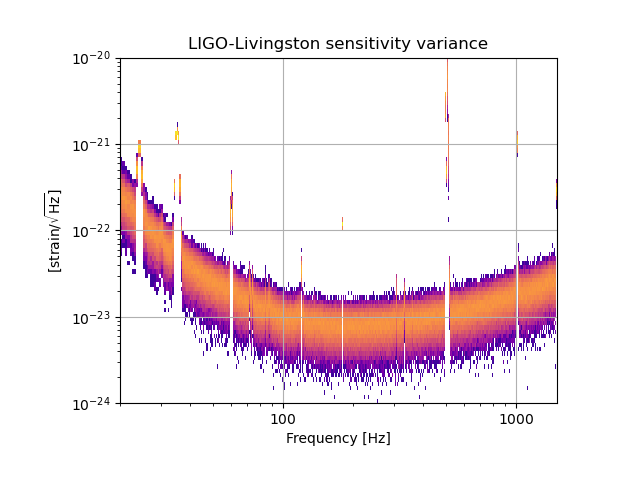 LIGO-Livingston sensitivity variance
[strain/√Hz]
10⁻²⁰
10⁻²¹
10⁻²²
10⁻²³
10⁻²⁴
100
1000
Frequency [Hz]